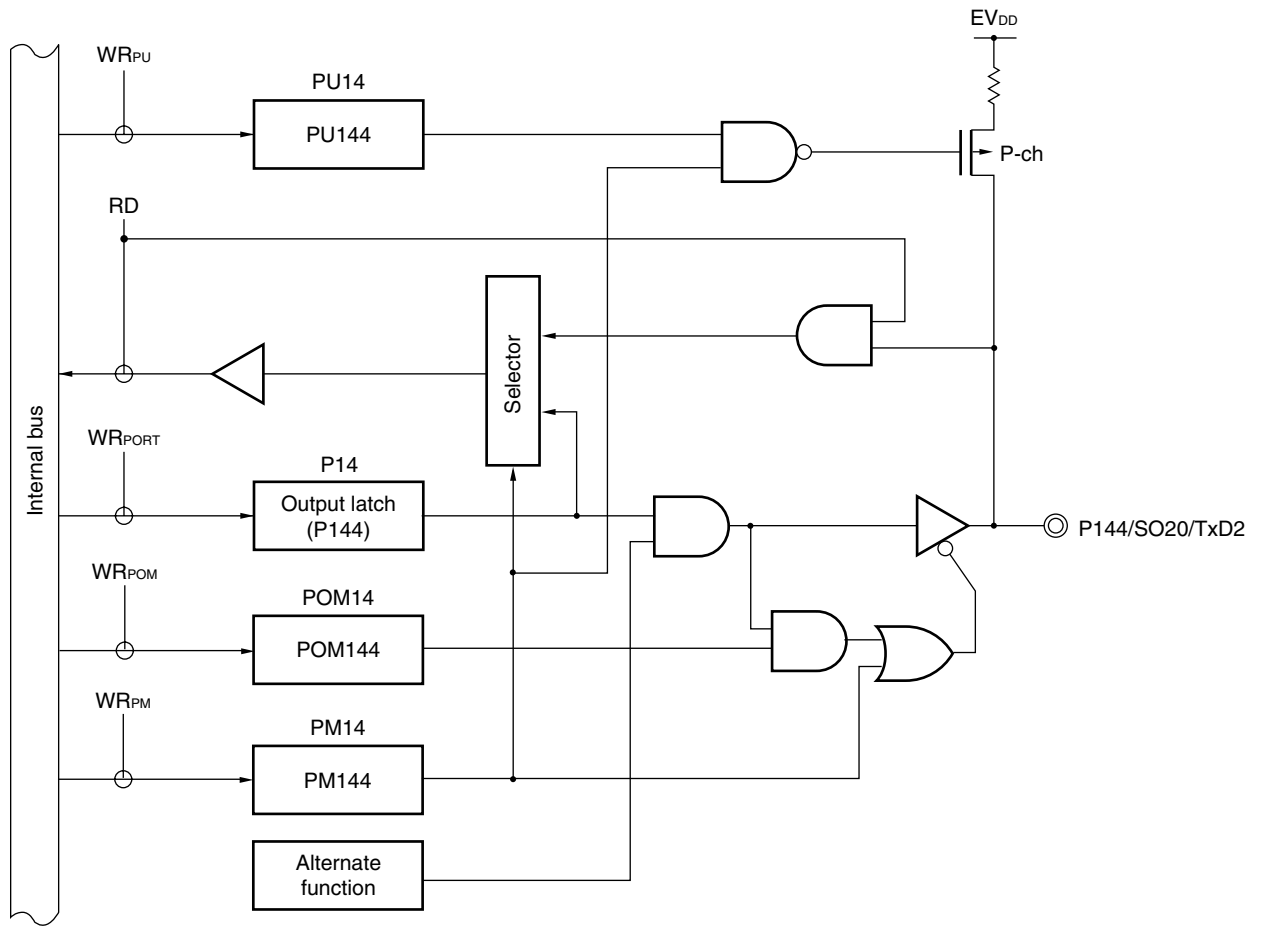 EVDD
WRPU
PU14
PU144
P-ch
RD
Selector
Internal bus
WRPORT
P14
Output latch
(P144)
P144/SO20/TxD2
WRPOM
POM14
POM144
WRPM
PM14
PM144
Alternate
function